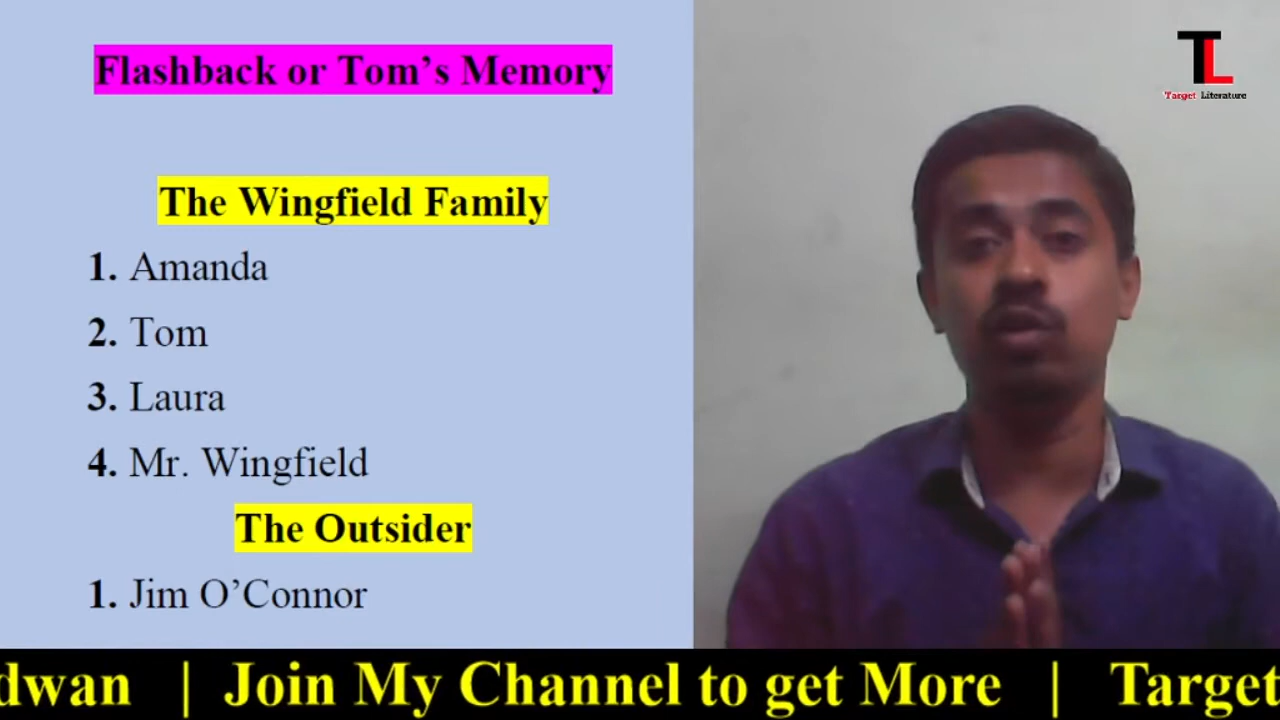 Flashback or Tom’s Memory
The Wingfield Family
1. Amanda
2. Tom
3. Laura
4. Mr. Wingfield
The Outsider
1. Jim O’Connor
TL
Target Literature
dwan | Join My Channel to get More | Target